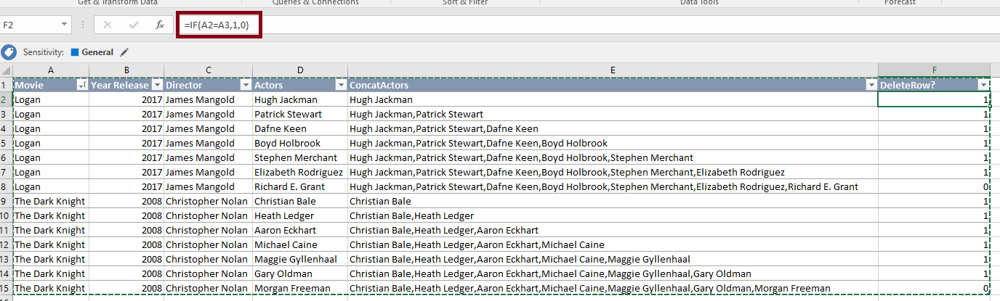 Get & Transform Data Queries & Connections Sort & Filter Data Tools Forecast
F2 fx =IF(A2=A3,1,0)
Sensitivity: General
A B C D E F
1 Movie Year Release Director Actors ConcatActors DeleteRow?
2 Logan 2017 James Mangold Hugh Jackman Hugh Jackman 1
3 Logan 2017 James Mangold Patrick Stewart Hugh Jackman,Patrick Stewart 1
4 Logan 2017 James Mangold Dafne Keen Hugh Jackman,Patrick Stewart,Dafne Keen 1
5 Logan 2017 James Mangold Boyd Holbrook Hugh Jackman,Patrick Stewart,Dafne Keen,Boyd Holbrook 1
6 Logan 2017 James Mangold Stephen Merchant Hugh Jackman,Patrick Stewart,Dafne Keen,Boyd Holbrook,Stephen Merchant 1
7 Logan 2017 James Mangold Elizabeth Rodriguez Hugh Jackman,Patrick Stewart,Dafne Keen,Boyd Holbrook,Stephen Merchant,Elizabeth Rodriguez 1
8 Logan 2017 James Mangold Richard E. Grant Hugh Jackman,Patrick Stewart,Dafne Keen,Boyd Holbrook,Stephen Merchant,Elizabeth Rodriguez,Richard E. Grant 0
9 The Dark Knight 2008 Christopher Nolan Christian Bale Christian Bale 1
10 The Dark Knight 2008 Christopher Nolan Heath Ledger Christian Bale,Heath Ledger 1
11 The Dark Knight 2008 Christopher Nolan Aaron Eckhart Christian Bale,Heath Ledger,Aaron Eckhart 1
12 The Dark Knight 2008 Christopher Nolan Michael Caine Christian Bale,Heath Ledger,Aaron Eckhart,Michael Caine 1
13 The Dark Knight 2008 Christopher Nolan Maggie Gyllenhaal Christian Bale,Heath Ledger,Aaron Eckhart,Michael Caine,Maggie Gyllenhaal 1
14 The Dark Knight 2008 Christopher Nolan Gary Oldman Christian Bale,Heath Ledger,Aaron Eckhart,Michael Caine,Maggie Gyllenhaal,Gary Oldman 1
15 The Dark Knight 2008 Christopher Nolan Morgan Freeman Christian Bale,Heath Ledger,Aaron Eckhart,Michael Caine,Maggie Gyllenhaal,Gary Oldman,Morgan Freeman 0